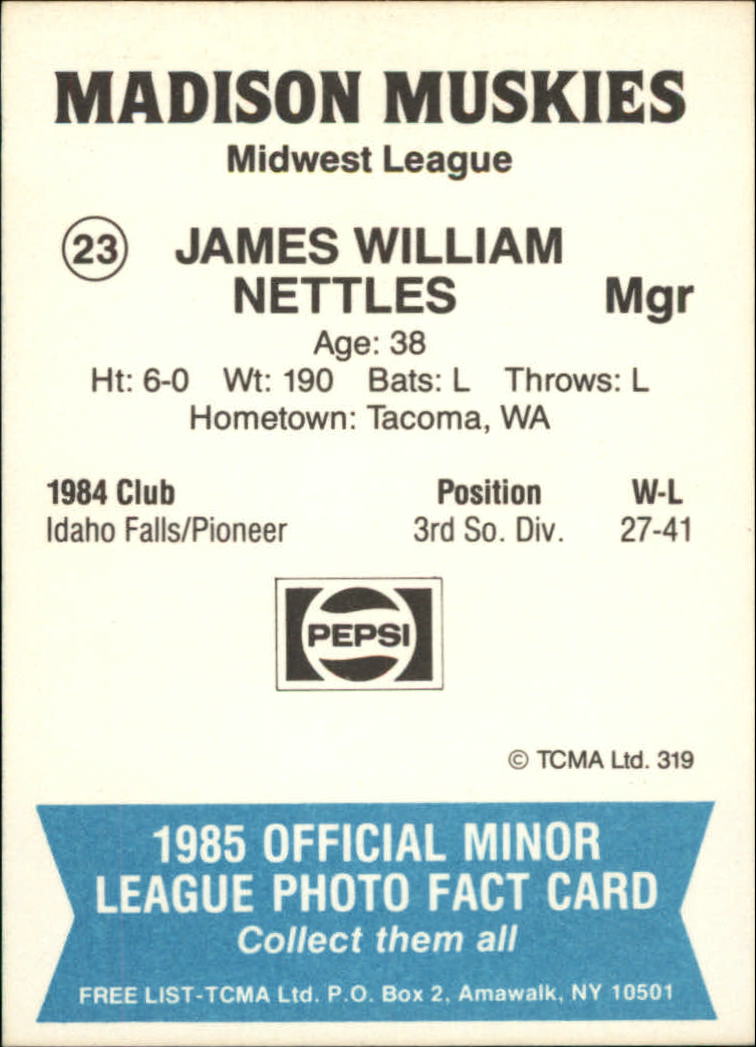 MADISON MUSKIES
Midwest League
23 JAMES WILLIAM
NETTLES Mgr
Age: 38
Ht: 6-0 Wt: 190 Bats: L Throws: L
Hometown: Tacoma, WA
1984 Club Position W-L
Idaho Falls/Pioneer 3rd So. Div. 27-41
PEPSI
© TCMA Ltd. 319
1985 OFFICIAL MINOR
LEAGUE PHOTO FACT CARD
Collect them all
FREE LIST-TCMA Ltd. P.O. Box 2, Amawalk, NY 10501